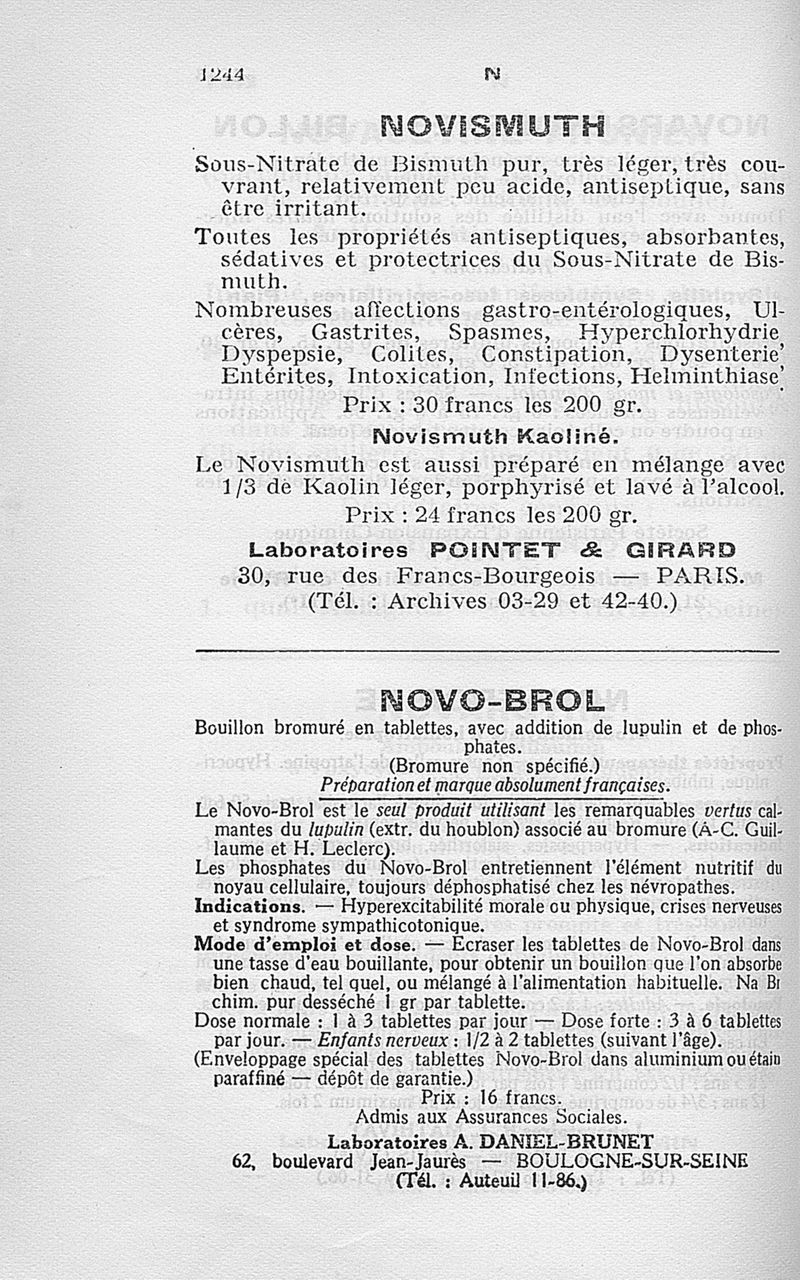 1244
N
NOVISMUTH
Sous-Nitrate de Bismuth pur, très léger, très cou-
vrant, relativement peu acide, antiseptique, sans
être irritant.
Toutes les propriétés antiseptiques, absorbantes,
sédatives et protectrices du Sous-Nitrate de Bis-
muth.
Nombreuses affections gastro-entérologiques, Ul-
cères, Gastrites, Spasmes, Hyperchlorhydrie
Dyspepsie, Colites, Constipation, Dysenterie,
Entérites, Intoxication, Infections, Helminthiase,
Prix : 30 francs les 200 gr.
Novismuth Kaoliné.
Le Novismuth est aussi préparé en mélange avec
1/3 de Kaolin léger, porphyrisé et lavé à l'alcool.
Prix : 24 francs les 200 gr.
Laboratoires POINTET & GIRARD
30, rue des Francs-Bourgeois — PARIS.
(Tél. : Archives 03-29 et 42-40.)
NOVO-BROL
Bouillon bromuré en tablettes, avec addition de lupulin et de phos-
phates.
(Bromure non spécifié.)
Préparation et marque absolument françaises.
Le Novo-Brol est le seul produit utilisant les remarquables vertus cal-
mantes du lupulin (extr. du houblon) associé au bromure (A-C. Guil-
laume et H. Leclerc).
Les phosphates du Novo-Brol entretiennent l'élément nutritif du
noyau cellulaire, toujours déphosphatisé chez les névropathes.
Indications. — Hyperexcitabilité morale ou physique, crises nerveuses
et syndrome sympathicotonique.
Mode d'emploi et dose. — Ecraser les tablettes de Novo-Brol dans
une tasse d'eau bouillante, pour obtenir un bouillon que l'on absorbe
bien chaud, tel quel, ou mélangé à l'alimentation habituelle. Na Br
chim. pur desséché 1 gr par tablette.
Dose normale : 1 à 3 tablettes par jour — Dose forte : 3 à 6 tablettes
par jour. — Enfants nerveux : 1/2 à 2 tablettes (suivant l'âge).
(Enveloppage spécial des tablettes Novo-Brol dans aluminium ou étain
paraffiné — dépôt de garantie.)
Prix : 16 francs.
Admis aux Assurances Sociales.
Laboratoires A. DANIEL-BRUNET
62, boulevard Jean-Jaurès — BOULOGNE-SUR-SEINE
(Tél. : Auteuil 11-86.)